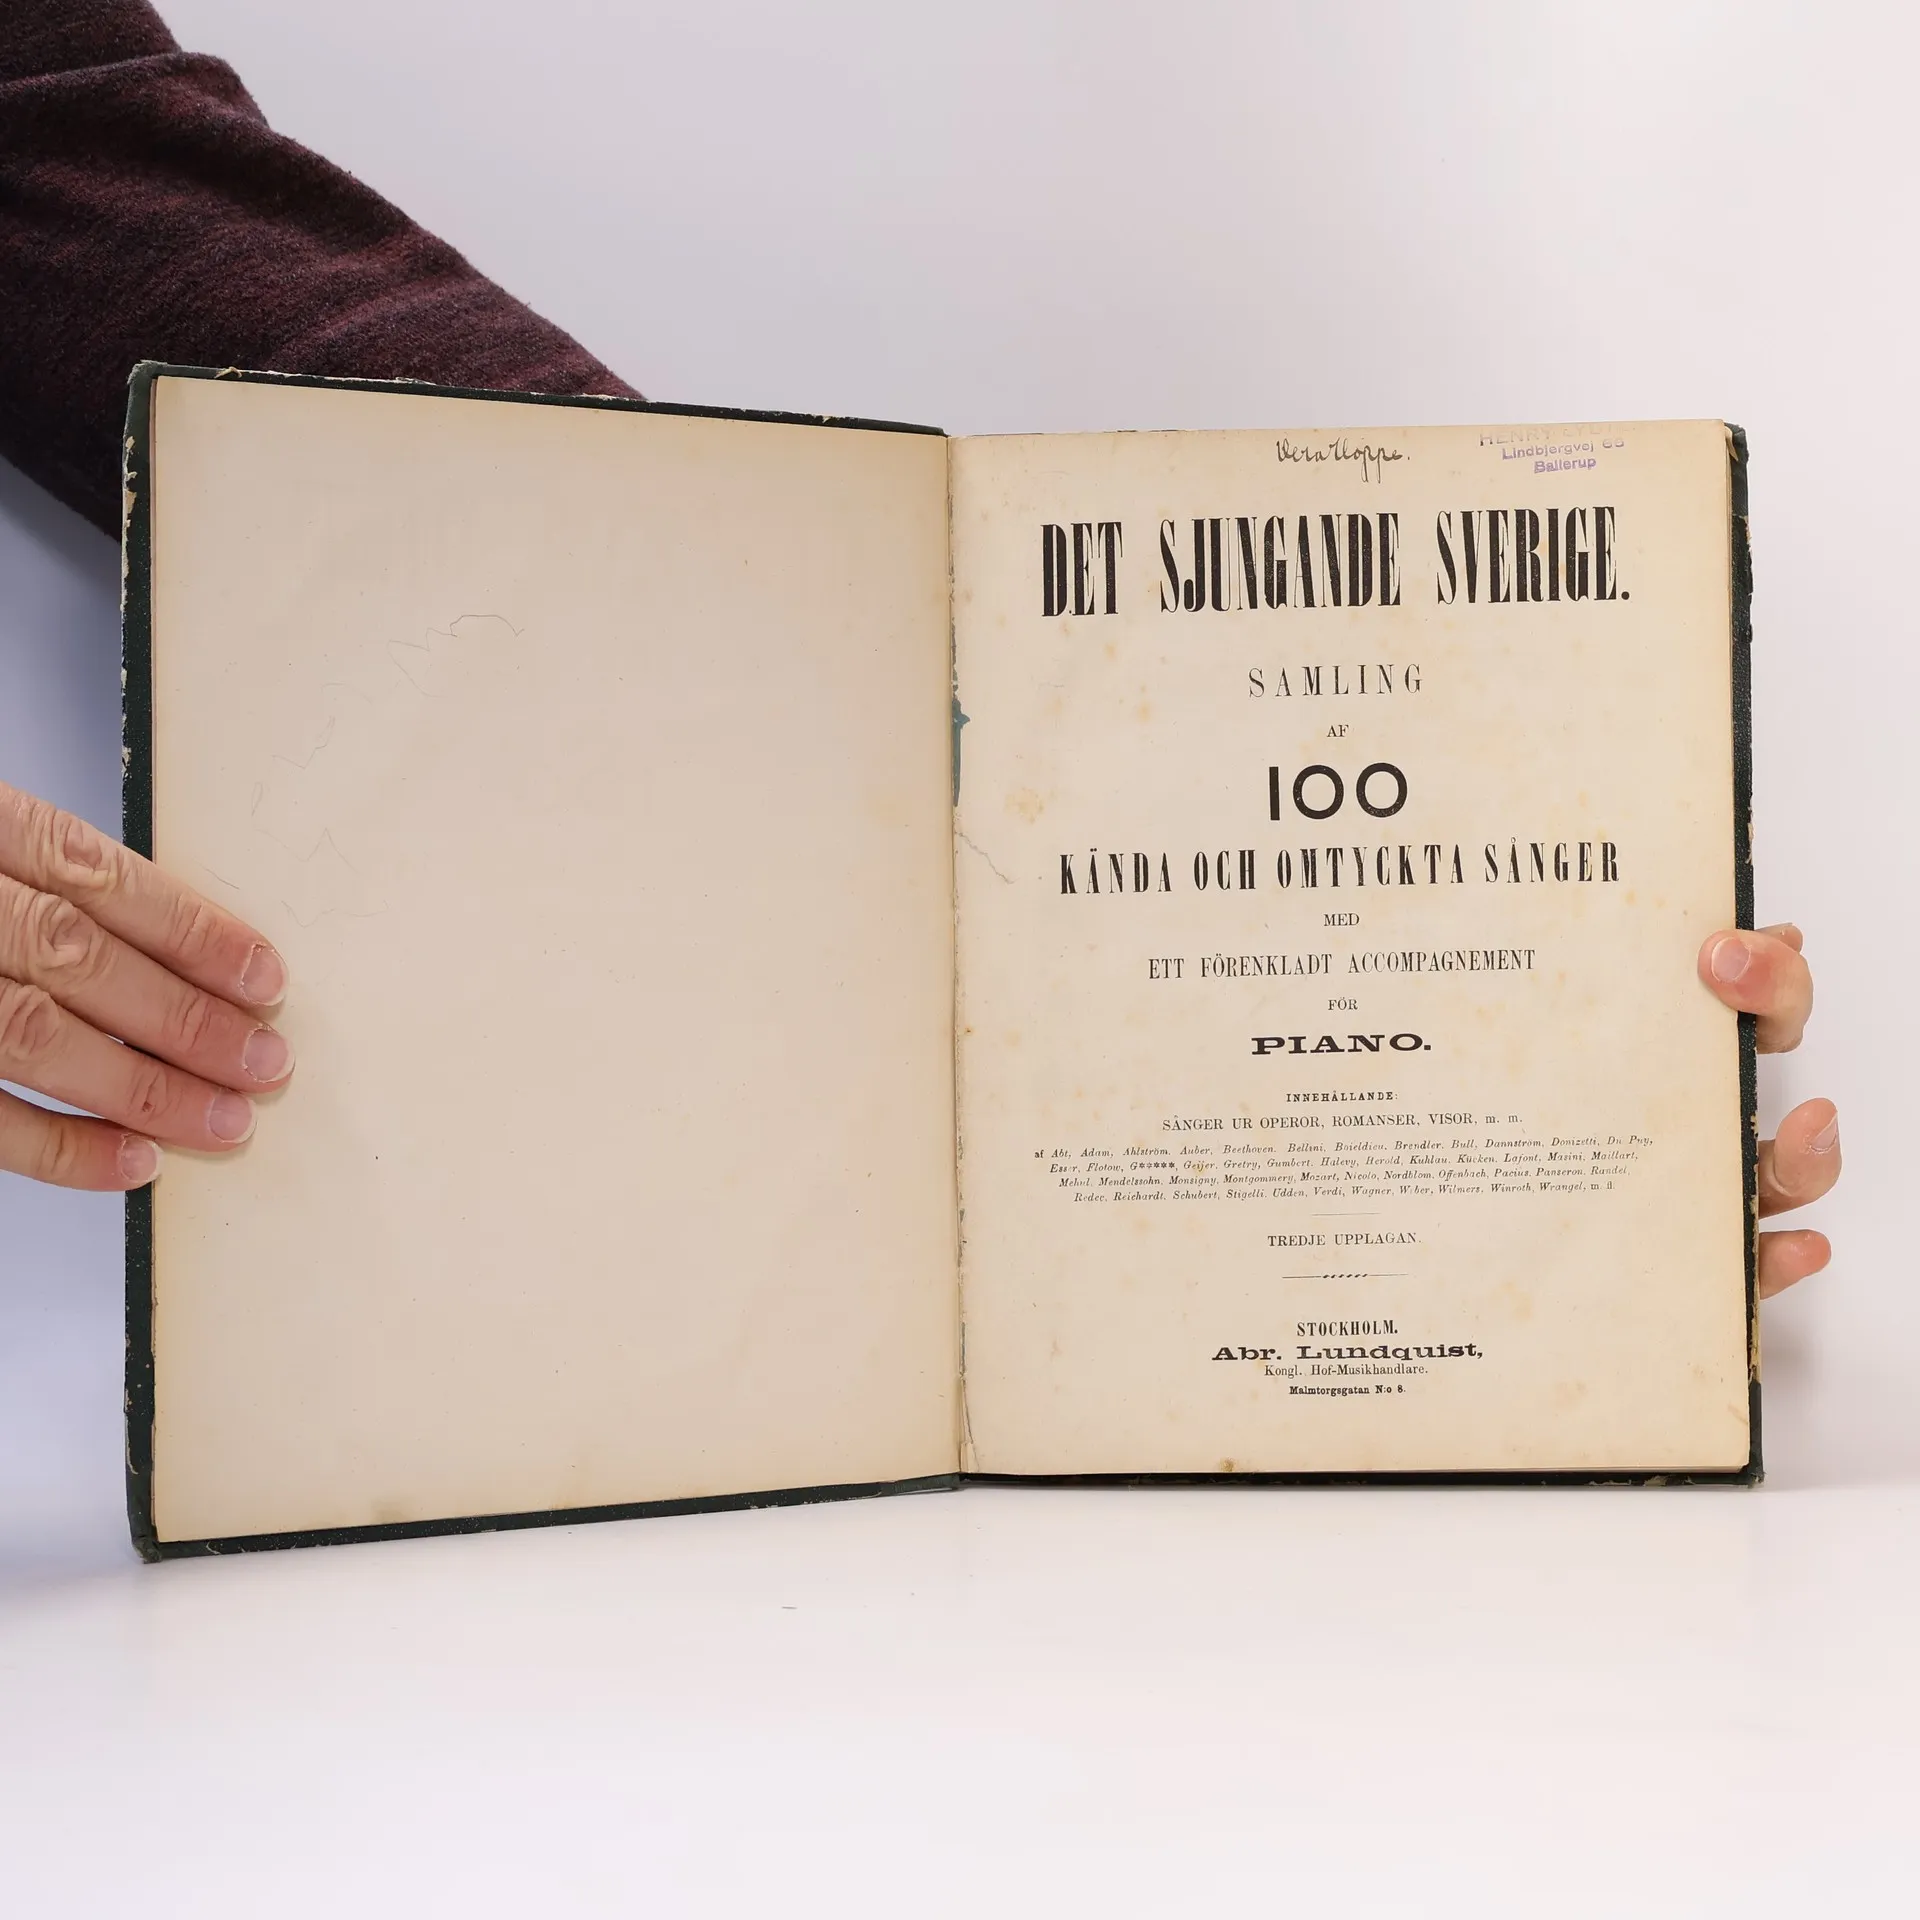 Vera Hoppe.
HENRY
Lindbjergvej 66
Ballerup
DET SJUNGANDE SVERIGE.
SAMLING
AF
100
KÄNDA OCH OMTYCKTA SÅNGER
MED
ETT FÖRENKLADT ACCOMPAGNEMENT
FÖR
PIANO.
INNEHÅLLANDE:
SÅNGER UR OPEROR, ROMANSER, VISOR, m. m.
af Abt, Adam, Ahlström, Auber, Beethoven, Bellini, Boieldieu, Brendler, Bull, Dannström, Donizetti, Du Puy,
Esser, Flotow, G*****, Geijer, Gretry, Gumbert, Halevy, Herold, Kuhlau, Kücken, Lafont, Masini, Maillart,
Mehul, Mendelssohn, Monsigny, Montgommery, Mozart, Nicolo, Nordblom, Offenbach, Pacius, Panseron, Randel,
Redec, Reichardt, Schubert, Stigelli, Udden, Verdi, Wagner, Weber, Wilmers, Winroth, Wrangel, m. fl.
TREDJE UPPLAGAN.
STOCKHOLM.
Abr. Lundquist,
Kongl. Hof-Musikhandlare.
Malmtorgsgatan N:o 8.